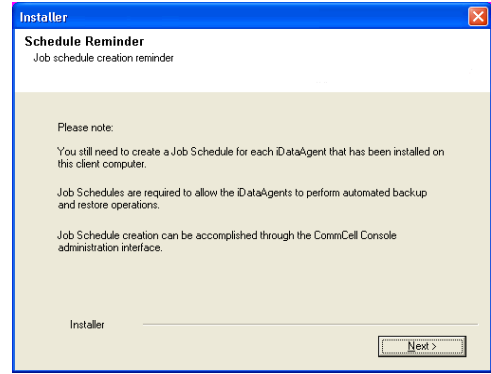 Installer
Schedule Reminder
Job schedule creation reminder
Please note:
You still need to create a Job Schedule for each iDataAgent that has been installed on
this client computer.
Job Schedules are required to allow the iDataAgents to perform automated backup
and restore operations.
Job Schedule creation can be accomplished through the CommCell Console
administration interface.
Installer
Next >